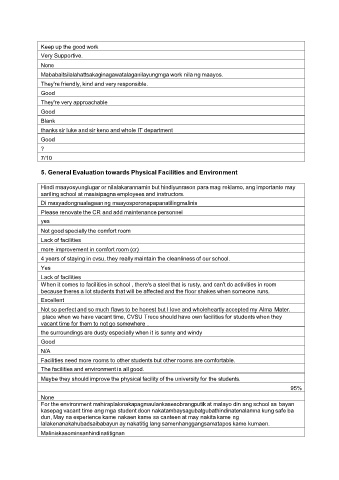 Keep up the good work
Very Supportive.
None
Mababaitsilalahattsakaginagawatalaganilayungmga work nila ng maayos.
They're friendly, kind and very responsible.
Good
They're very approachable
Good
Blank
thanks sir luke and sir keno and whole IT department
Good
?
7/10
5. General Evaluation towards Physical Facilities and Environment
Hindi maayosyunglugar or nilalakarannamin but hindiyunrason para mag reklamo, ang importante may
sariling school at maaisipagna employees and instructors.
Di masyadongnaalagaan ng maayosporonapapanatilingmalinis
Please renovate the CR and add maintenance personnel
yes
Not good specially the comfort room
Lack of facilities
more improvement in comfort room (cr)
4 years of staying in cvsu, they really maintain the cleanliness of our school.
Yes
Lack of facilities
When it comes to facilities in school , there's a steel that is rusty, and can't do activities in room
because theres a lot students that will be affected and the floor shakes when someone runs.
Excellent
Not so perfect and so much flaws to be honest but I love and wholeheartly accepted my Alma Mater.
place when we have vacant time, CVSU Trece should have own facilities for students when they
vacant time for them to not go somewhere .
the surroundings are dusty especially when it is sunny and windy
Good
N/A
Facilities need more rooms to other students but other rooms are comfortable.
The facilities and environment is all good.
Maybe they should improve the physical facility of the university for the students.
95%
None
For the environment mahiraplalonakapagmaulankaseobrangputik at malayo din ang school sa bayan
kasepag vacant time ang mga student doon nakatambaysagubatgubathindinatenalamna kung safe ba
dun, May na experience kame nakaen kame sa canteen at may nakita kame ng
lalakenanakahubadsaibabayun ay nakatitig lang samenhanggangsamatapos kame kumaen.
Maliniskasominsanhindinatitignan